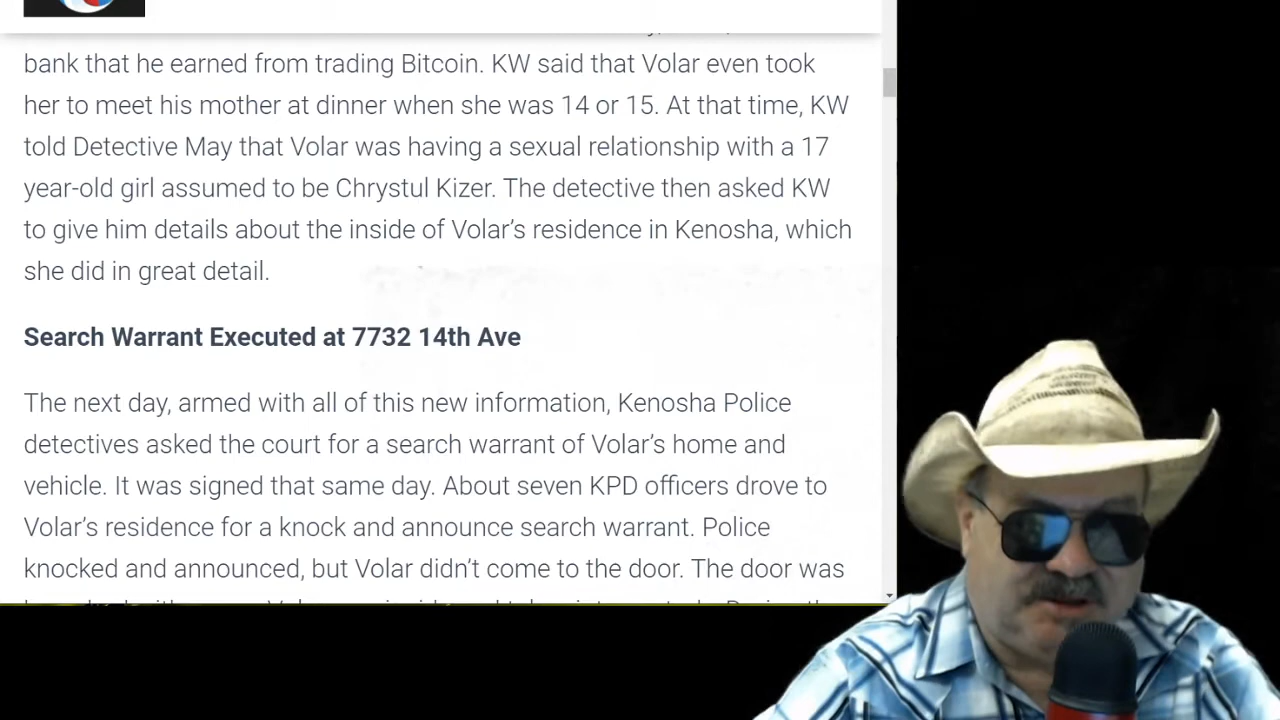 bank that he earned from trading Bitcoin. KW said that Volar even took
her to meet his mother at dinner when she was 14 or 15. At that time, KW
told Detective May that Volar was having a sexual relationship with a 17
year-old girl assumed to be Chrystul Kizer. The detective then asked KW
to give him details about the inside of Volar’s residence in Kenosha, which
she did in great detail.
Search Warrant Executed at 7732 14th Ave
The next day, armed with all of this new information, Kenosha Police
detectives asked the court for a search warrant of Volar’s home and
vehicle. It was signed that same day. About seven KPD officers drove to
Volar’s residence for a knock and announce search warrant. Police
knocked and announced, but Volar didn’t come to the door. The door was